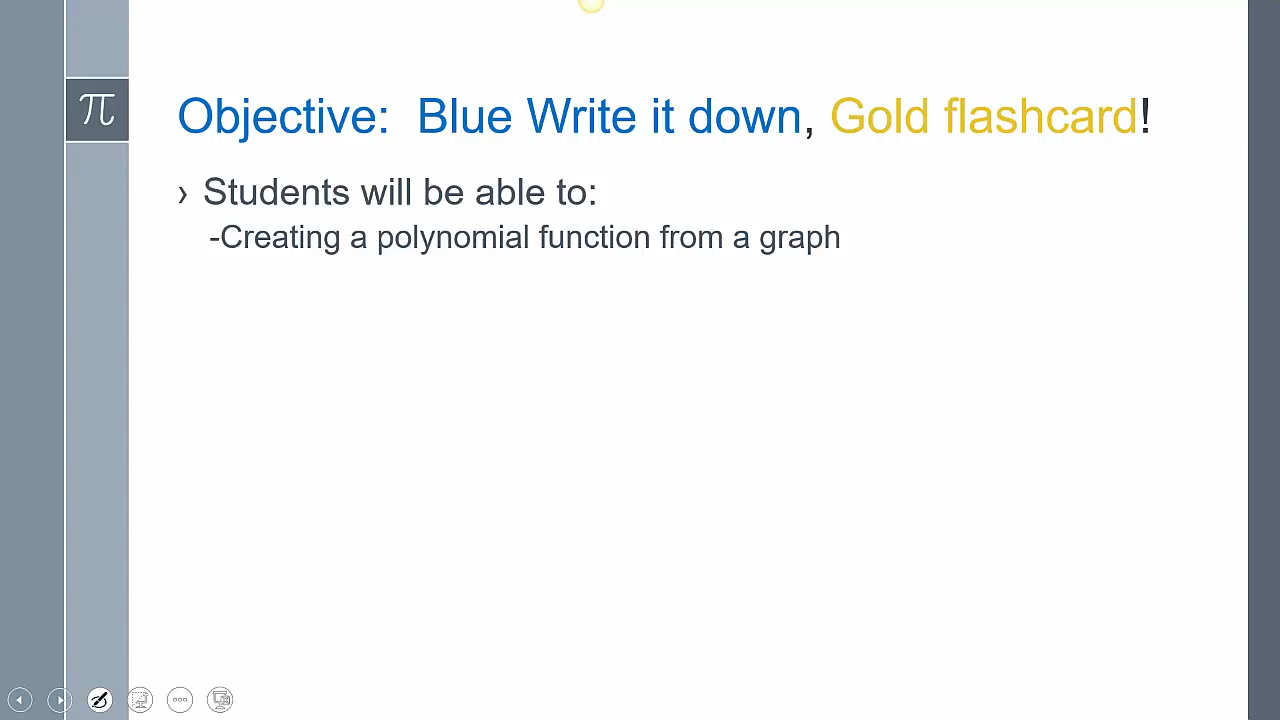 π
Objective:  Blue Write it down, Gold flashcard!
› Students will be able to:
-Creating a polynomial function from a graph